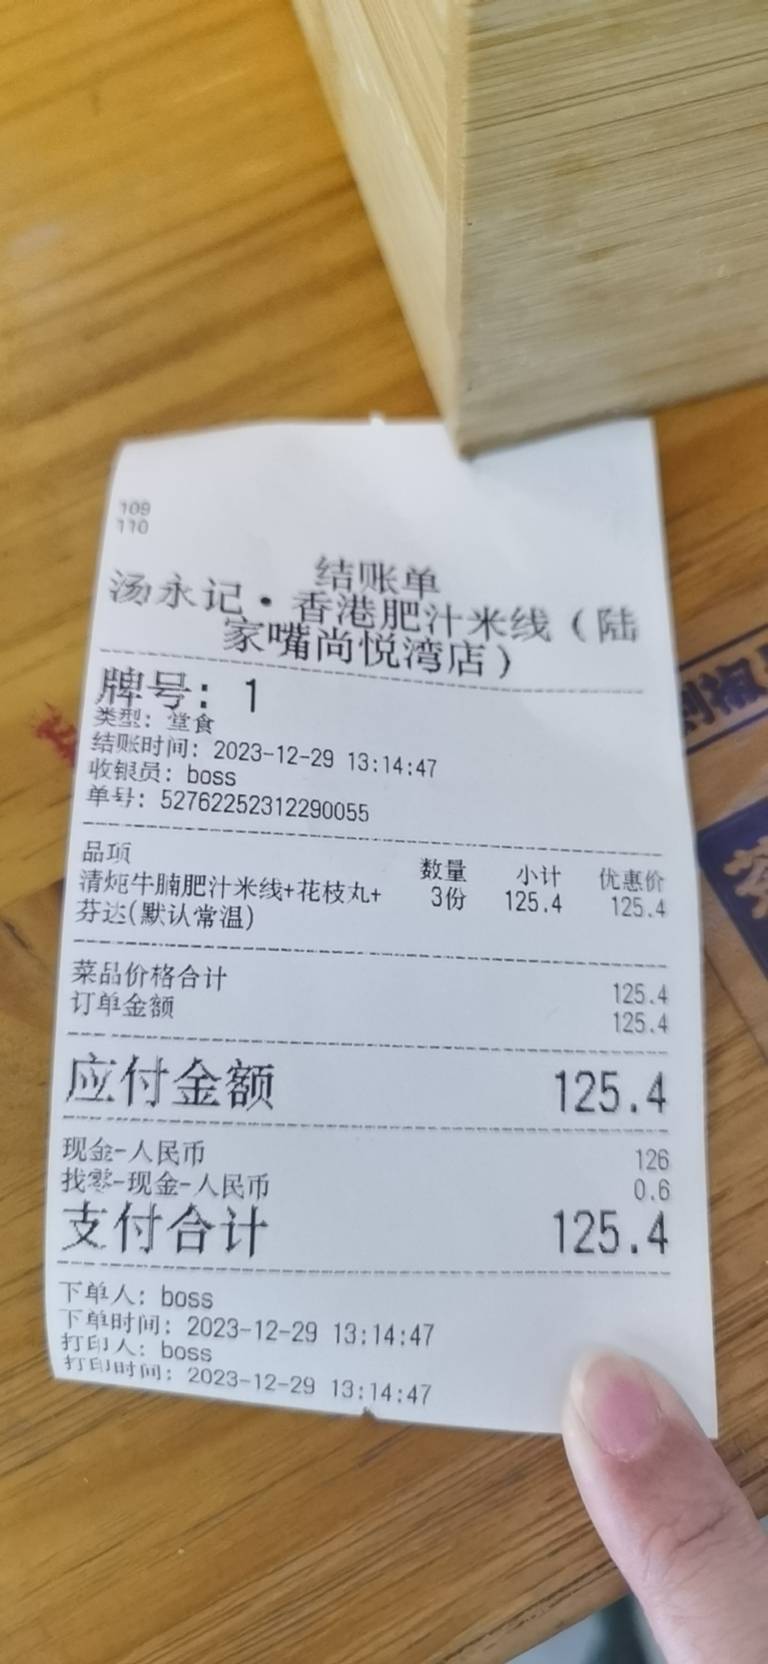 109
110
结账单
汤永记·香港肥汁米线（陆
家嘴尚悦湾店）
牌号：1
类型：堂食
结账时间：2023-12-29 13:14:47
收银员：boss
单号：52762252312290055
品项 数量 小计 优惠价
清炖牛腩肥汁米线+花枝丸+ 3份 125.4 125.4
芬达(默认常温)
菜品价格合计 125.4
订单金额 125.4
应付金额 125.4
现金-人民币 126
找零-现金-人民币 0.6
支付合计 125.4
下单人：boss
下单时间：2023-12-29 13:14:47
打印人：boss
打印时间：2023-12-29 13:14:47
剁椒